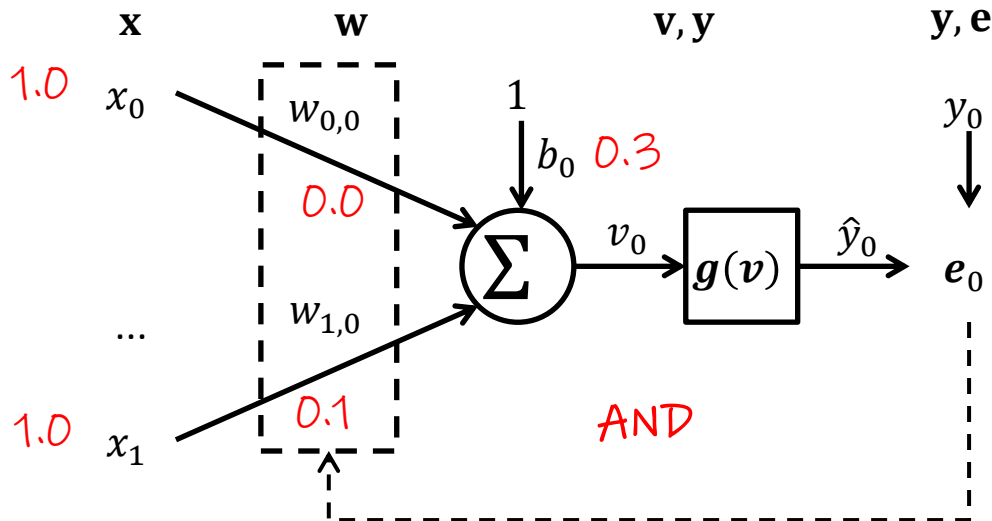 x w v, y y, e
1.0 x₀ w₀,₀ 1 y₀
b₀ 0.3
0.0
Σ v₀ g(v) ŷ₀ e₀
w₁,₀
...
1.0 x₁ 0.1 AND